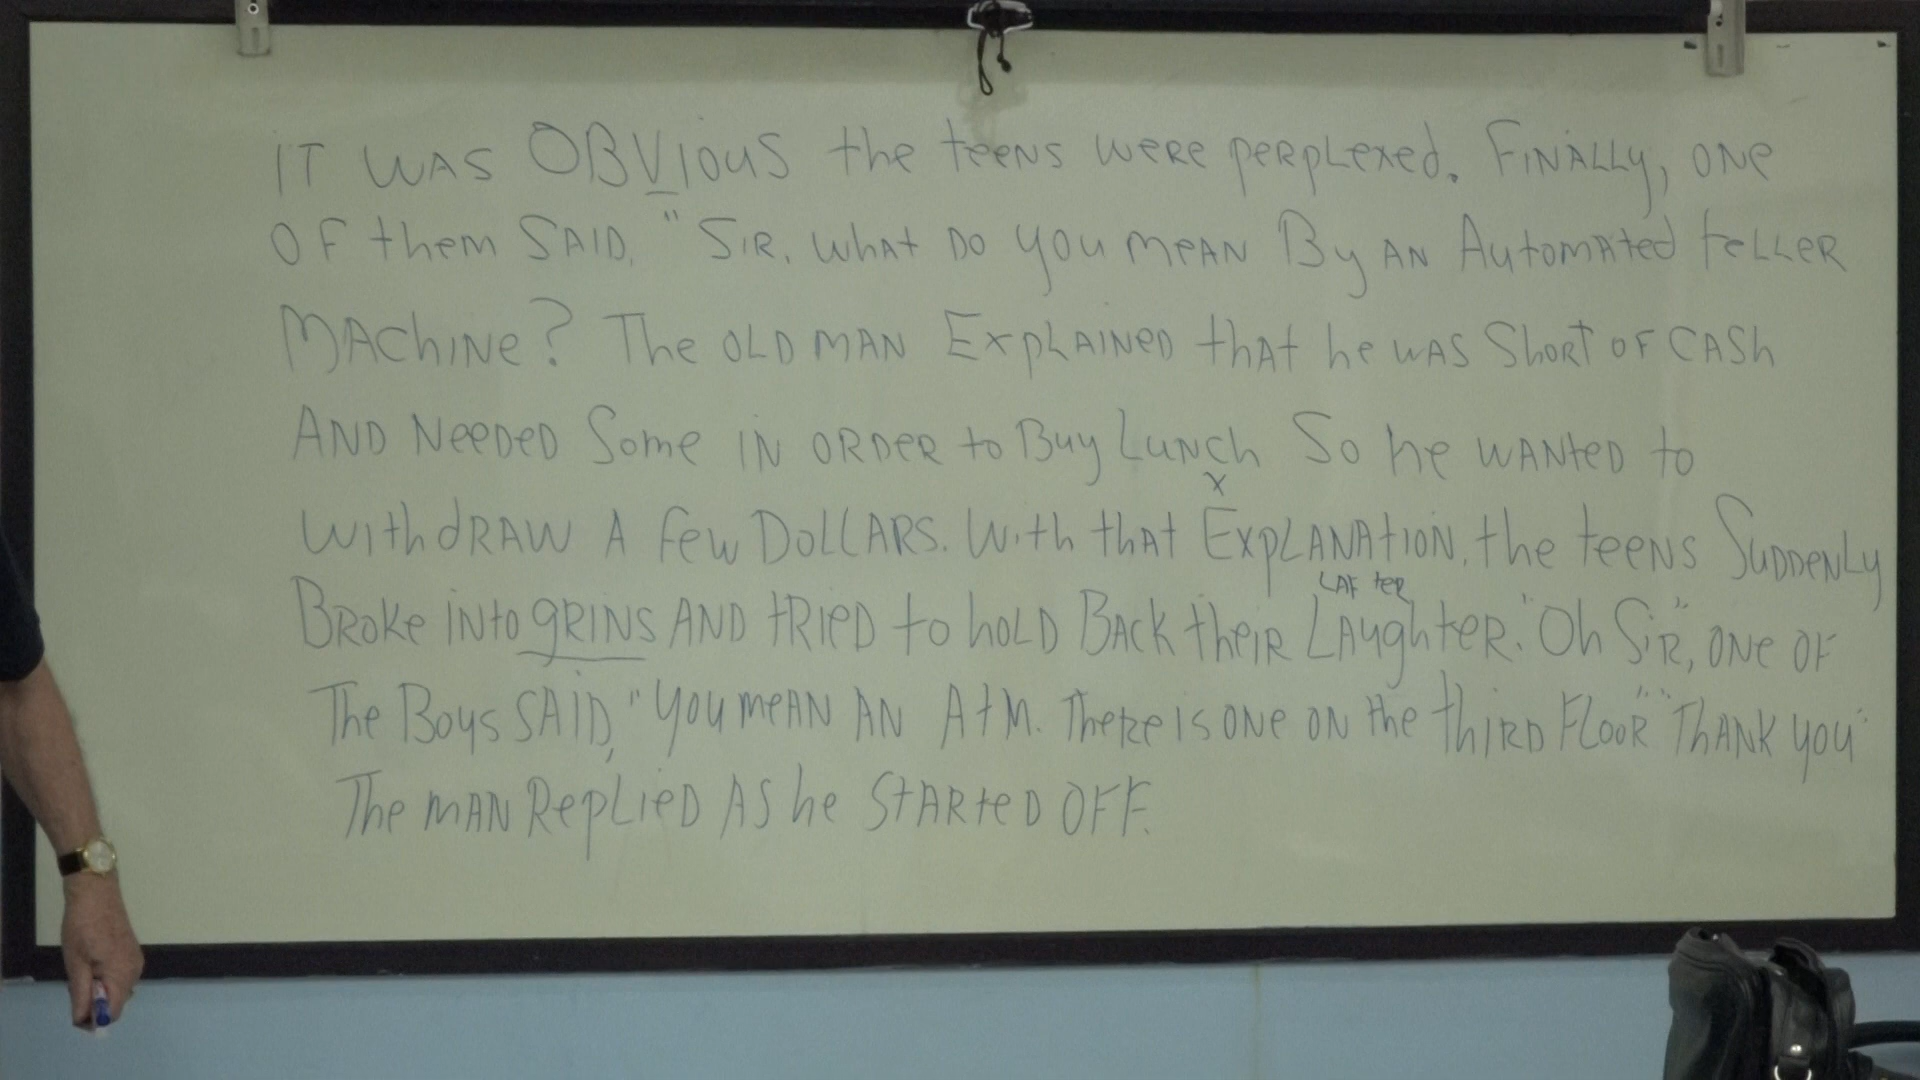 IT WAS OBVious the teens were perplexed. Finally, one
of them said, "Sir, what do you mean By an Automated teller
Machine? The old man Explained that he was Short of cash
And needed Some in order to Buy Lunch So he wanted to
x
withdraw a few Dollars. With that Explanation, the teens Suddenly
LAF ter
Broke into grins and tried to hold Back their Laughter. "Oh Sir", one of
The Boys said, "You mean an AtM. There is one on the third Floor" "Thank you"
The man Replied As he Started off.